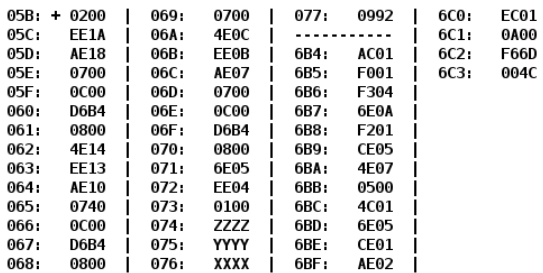 05B: + 0200 | 069: 0700 | 077: 0992 | 6C0: EC01
05C: EE1A | 06A: 4E0C | ----------- | 6C1: 0A00
05D: AE18 | 06B: EE0B | 6B4: AC01 | 6C2: F66D
05E: 0700 | 06C: AE07 | 6B5: F001 | 6C3: 004C
05F: 0C00 | 06D: 0700 | 6B6: F304 |
060: D6B4 | 06E: 0C00 | 6B7: 6E0A |
061: 0800 | 06F: D6B4 | 6B8: F201 |
062: 4E14 | 070: 0800 | 6B9: CE05 |
063: EE13 | 071: 6E05 | 6BA: 4E07 |
064: AE10 | 072: EE04 | 6BB: 0500 |
065: 0740 | 073: 0100 | 6BC: 4C01 |
066: 0C00 | 074: ZZZZ | 6BD: 6E05 |
067: D6B4 | 075: YYYY | 6BE: CE01 |
068: 0800 | 076: XXXX | 6BF: AE02 |